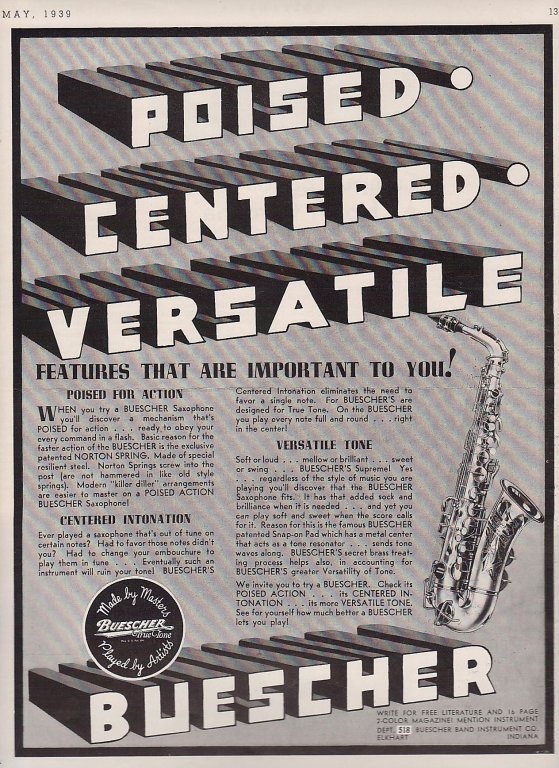 MAY, 1939
13
POISED •
CENTERED •
VERSATILE
FEATURES THAT ARE IMPORTANT TO YOU!
POISED FOR ACTION
WHEN you try a BUESCHER Saxophone
you'll discover a mechanism that's
POISED for action . . . ready to obey your
every command in a flash. Basic reason for the
faster action of the BUESCHER is the exclusive
patented NORTON SPRING. Made of special
resilient steel. Norton Springs screw into the
post (are not hammered in like old style
springs). Modern "killer diller" arrangements
are easier to master on a POISED ACTION
BUESCHER Saxophone!
CENTERED INTONATION
Ever played a saxophone that's out of tune on
certain notes? Had to favor those notes didn't
you? Had to change your embouchure to
play them in tune . . . Eventually such an
instrument will ruin your tone! BUESCHER'S
Centered Intonation eliminates the need to
favor a single note. For BUESCHER'S are
designed for True Tone. On the BUESCHER
you play every note full and round . . . right
in the center!
VERSATILE TONE
Soft or loud . . . mellow or brilliant . . . sweet
or swing . . . BUESCHER'S Supreme! Yes
. . . regardless of the style of music you are
playing you'll discover that the BUESCHER
Saxophone fits. It has that added sock and
brilliance when it is needed . . . and yet you
can play soft and sweet when the score calls
for it. Reason for this is the famous BUESCHER
patented Snap-on Pad which has a metal center
that acts as a tone resonator . . . sends tone
waves along. BUESCHER'S secret brass treat-
ing process helps also, in accounting for
BUESCHER'S greater Versatility of Tone.
We invite you to try a BUESCHER. Check its
POISED ACTION . . . its CENTERED IN-
TONATION . . . its more VERSATILE TONE.
See for yourself how much better a BUESCHER
lets you play!
Made by Masters
BUESCHER
True Tone
Played by Artists
BUESCHER
WRITE FOR FREE LITERATURE AND 16 PAGE
2-COLOR MAGAZINE! MENTION INSTRUMENT
DEPT. 518 BUESCHER BAND INSTRUMENT CO.
ELKHART INDIANA